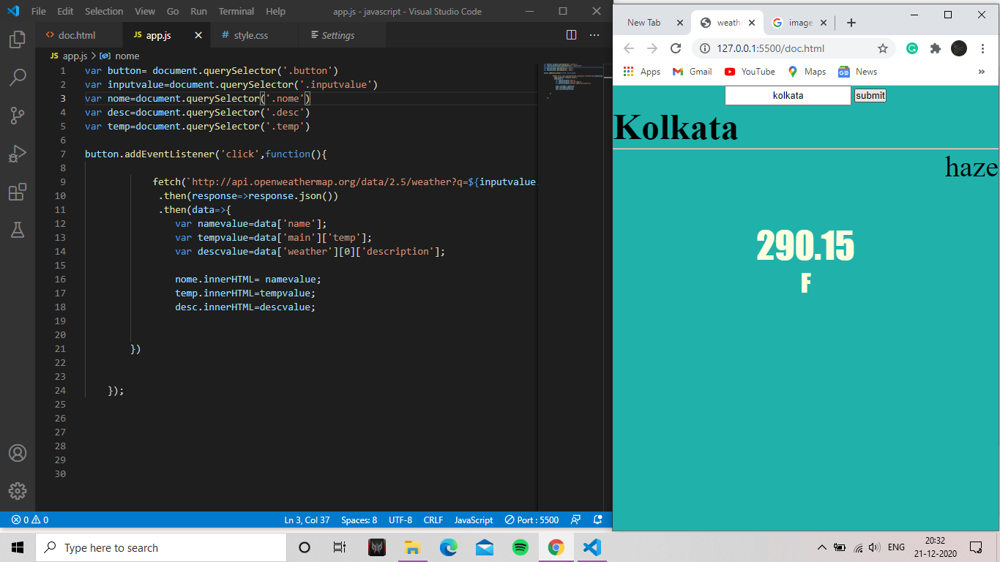 File Edit Selection View Go Run Terminal Help app.js - javascript - Visual Studio Code
doc.html JS app.js # style.css Settings
JS app.js > nome
1 var button= document.querySelector('.button')
2 var inputvalue=document.querySelector('.inputvalue')
3 var nome=document.querySelector('.nome')
4 var desc=document.querySelector('.desc')
5 var temp=document.querySelector('.temp')
6
7 button.addEventListener('click',function(){
8
9 fetch(`http://api.openweathermap.org/data/2.5/weather?q=${inputvalue.
10 .then(response=>response.json())
11 .then(data=>{
12 var namevalue=data['name'];
13 var tempvalue=data['main']['temp'];
14 var descvalue=data['weather'][0]['description'];
15
16 nome.innerHTML= namevalue;
17 temp.innerHTML=tempvalue;
18 desc.innerHTML=descvalue;
19
20
21 })
22
23
24 });
25
26
27
28
29
30
0 0 Ln 3, Col 37 Spaces: 8 UTF-8 CRLF JavaScript Port : 5500
New Tab weath image
127.0.0.1:5500/doc.html
Apps Gmail YouTube Maps News »
kolkata submit
Kolkata
haze
290.15
F
Type here to search
ENG 20:32
21-12-2020